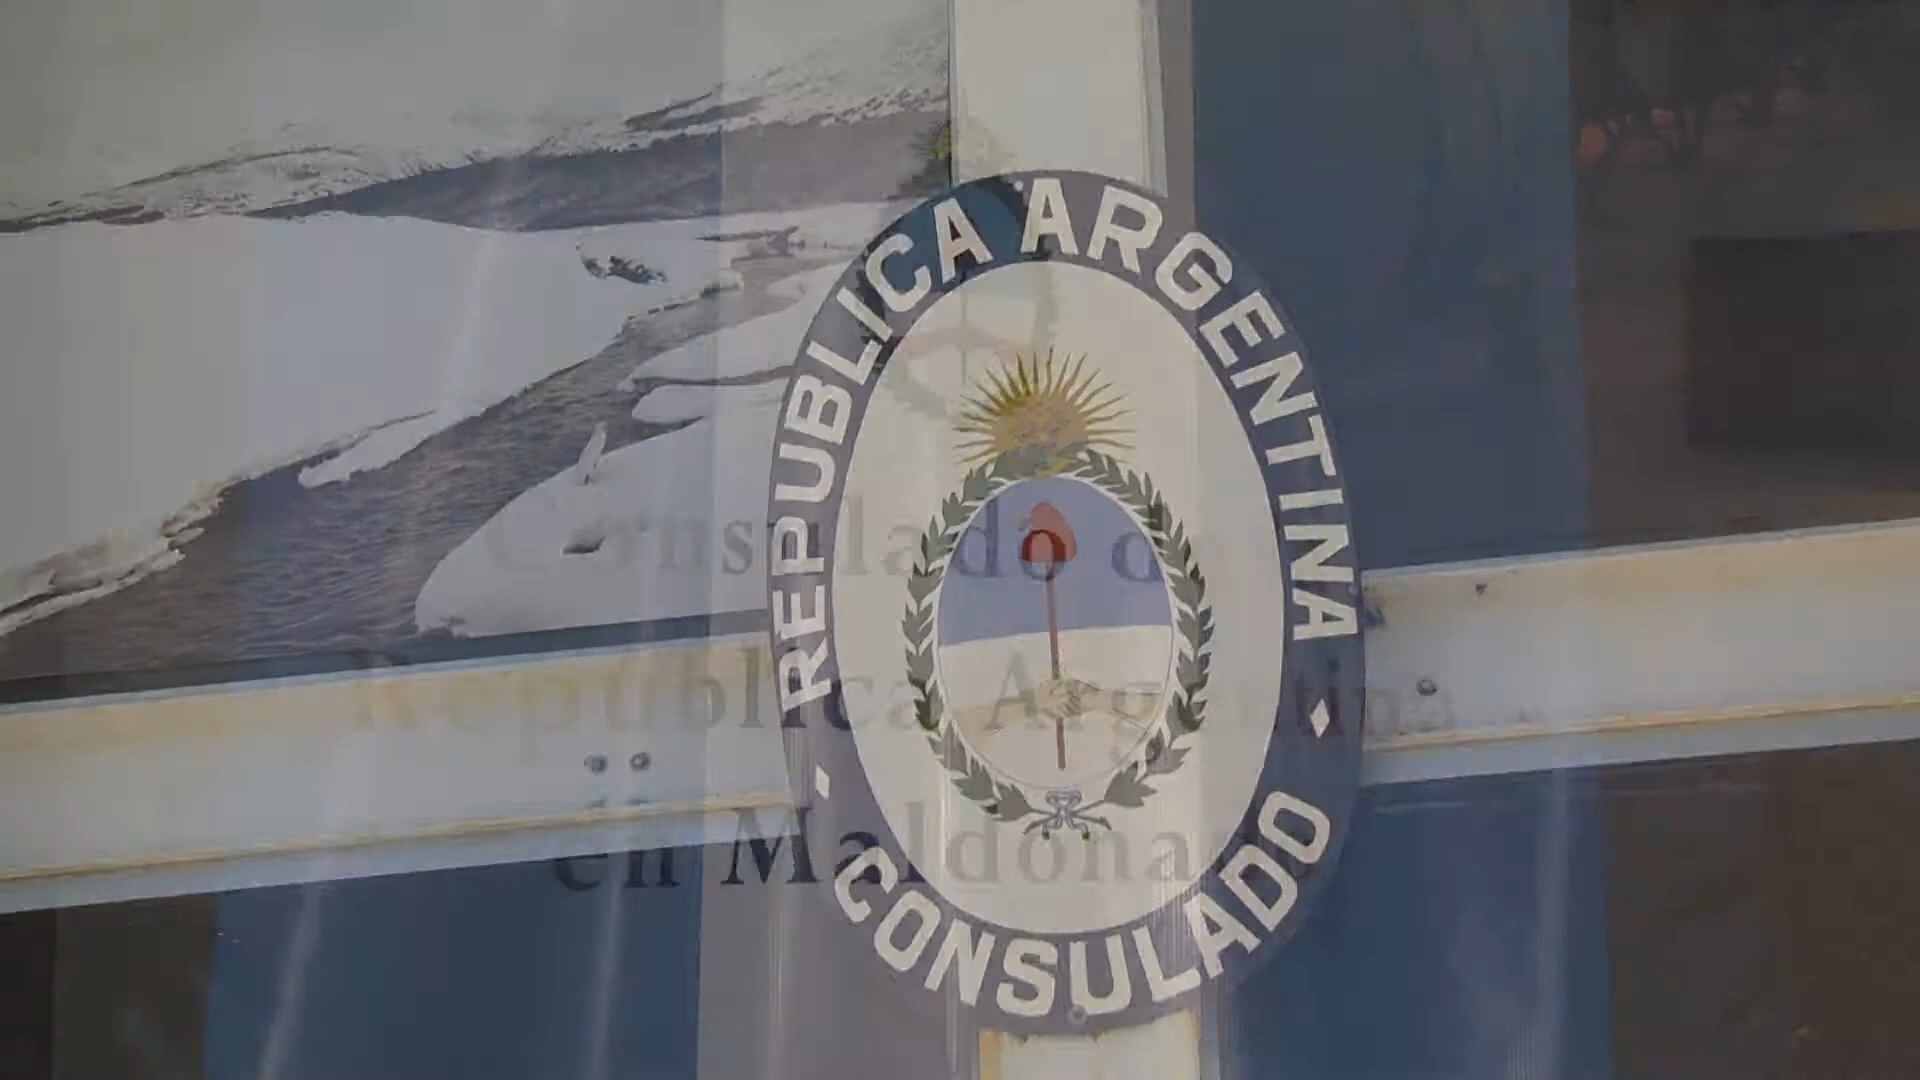 REPUBLICA ARGENTINA
CONSULADO
Consulado de
República Argentina
en Maldonado